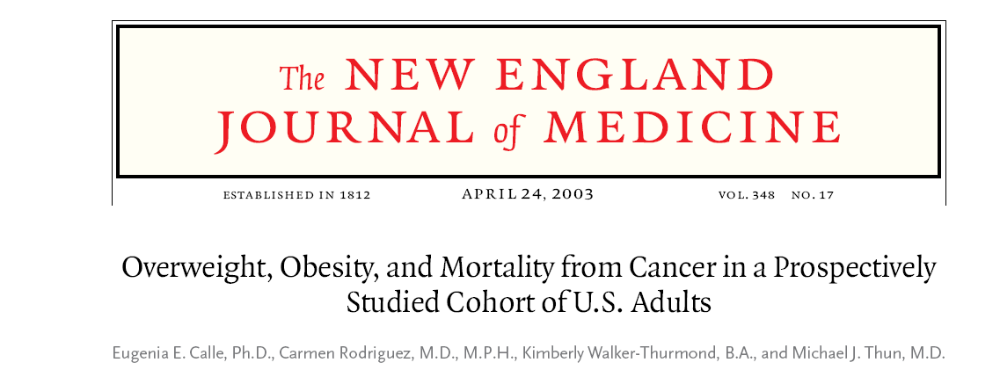 The NEW ENGLAND
JOURNAL of MEDICINE
ESTABLISHED IN 1812 APRIL 24, 2003 VOL. 348 NO. 17
Overweight, Obesity, and Mortality from Cancer in a Prospectively
Studied Cohort of U.S. Adults
Eugenia E. Calle, Ph.D., Carmen Rodriguez, M.D., M.P.H., Kimberly Walker-Thurmond, B.A., and Michael J. Thun, M.D.